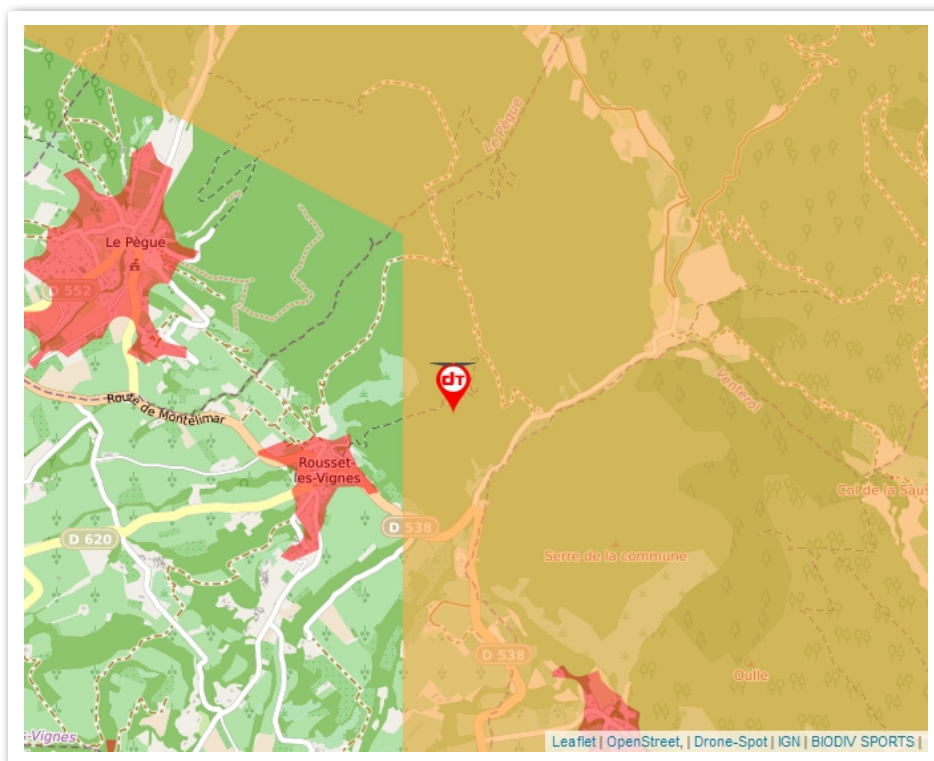 Le Pègue
Le Pègue
D 552
Route de Montélimar
Venterol
Rousset-
les-Vignes
Col de la Saus
D 538
D 620
Serre de la commune
D 538
Oulle
s-Vignes
dT
Leaflet | OpenStreet, | Drone-Spot | IGN | BIODIV SPORTS |